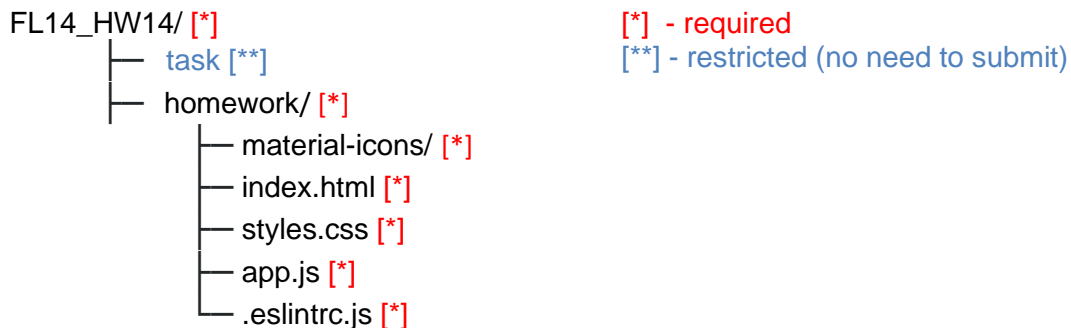 FL14_HW14/ [*]
[*] - required
├── task [**]
[**] - restricted (no need to submit)
├── homework/ [*]
├── material-icons/ [*]
├── index.html [*]
├── styles.css [*]
├── app.js [*]
└── .eslintrc.js [*]